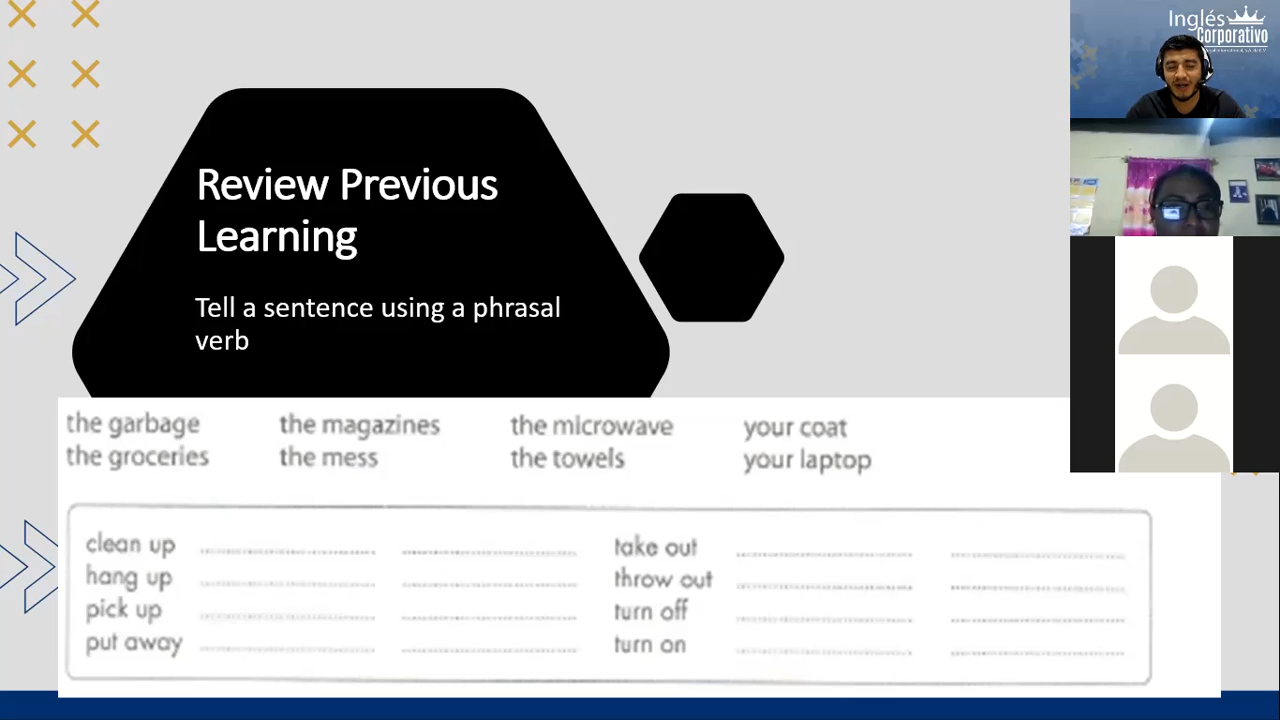 Inglés
Corporativo
Review Previous
Learning
Tell a sentence using a phrasal
verb
the garbage the magazines the microwave your coat
the groceries the mess the towels your laptop
clean up take out
hang up throw out
pick up turn off
put away turn on